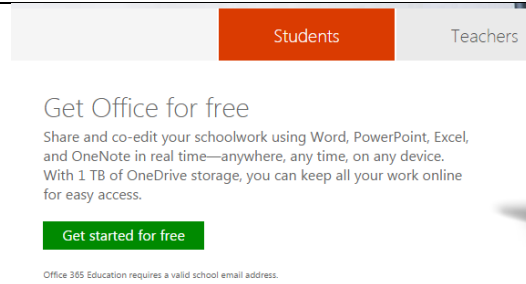 Students Teachers
Get Office for free
Share and co-edit your schoolwork using Word, PowerPoint, Excel,
and OneNote in real time—anywhere, any time, on any device.
With 1 TB of OneDrive storage, you can keep all your work online
for easy access.
Get started for free
Office 365 Education requires a valid school email address.